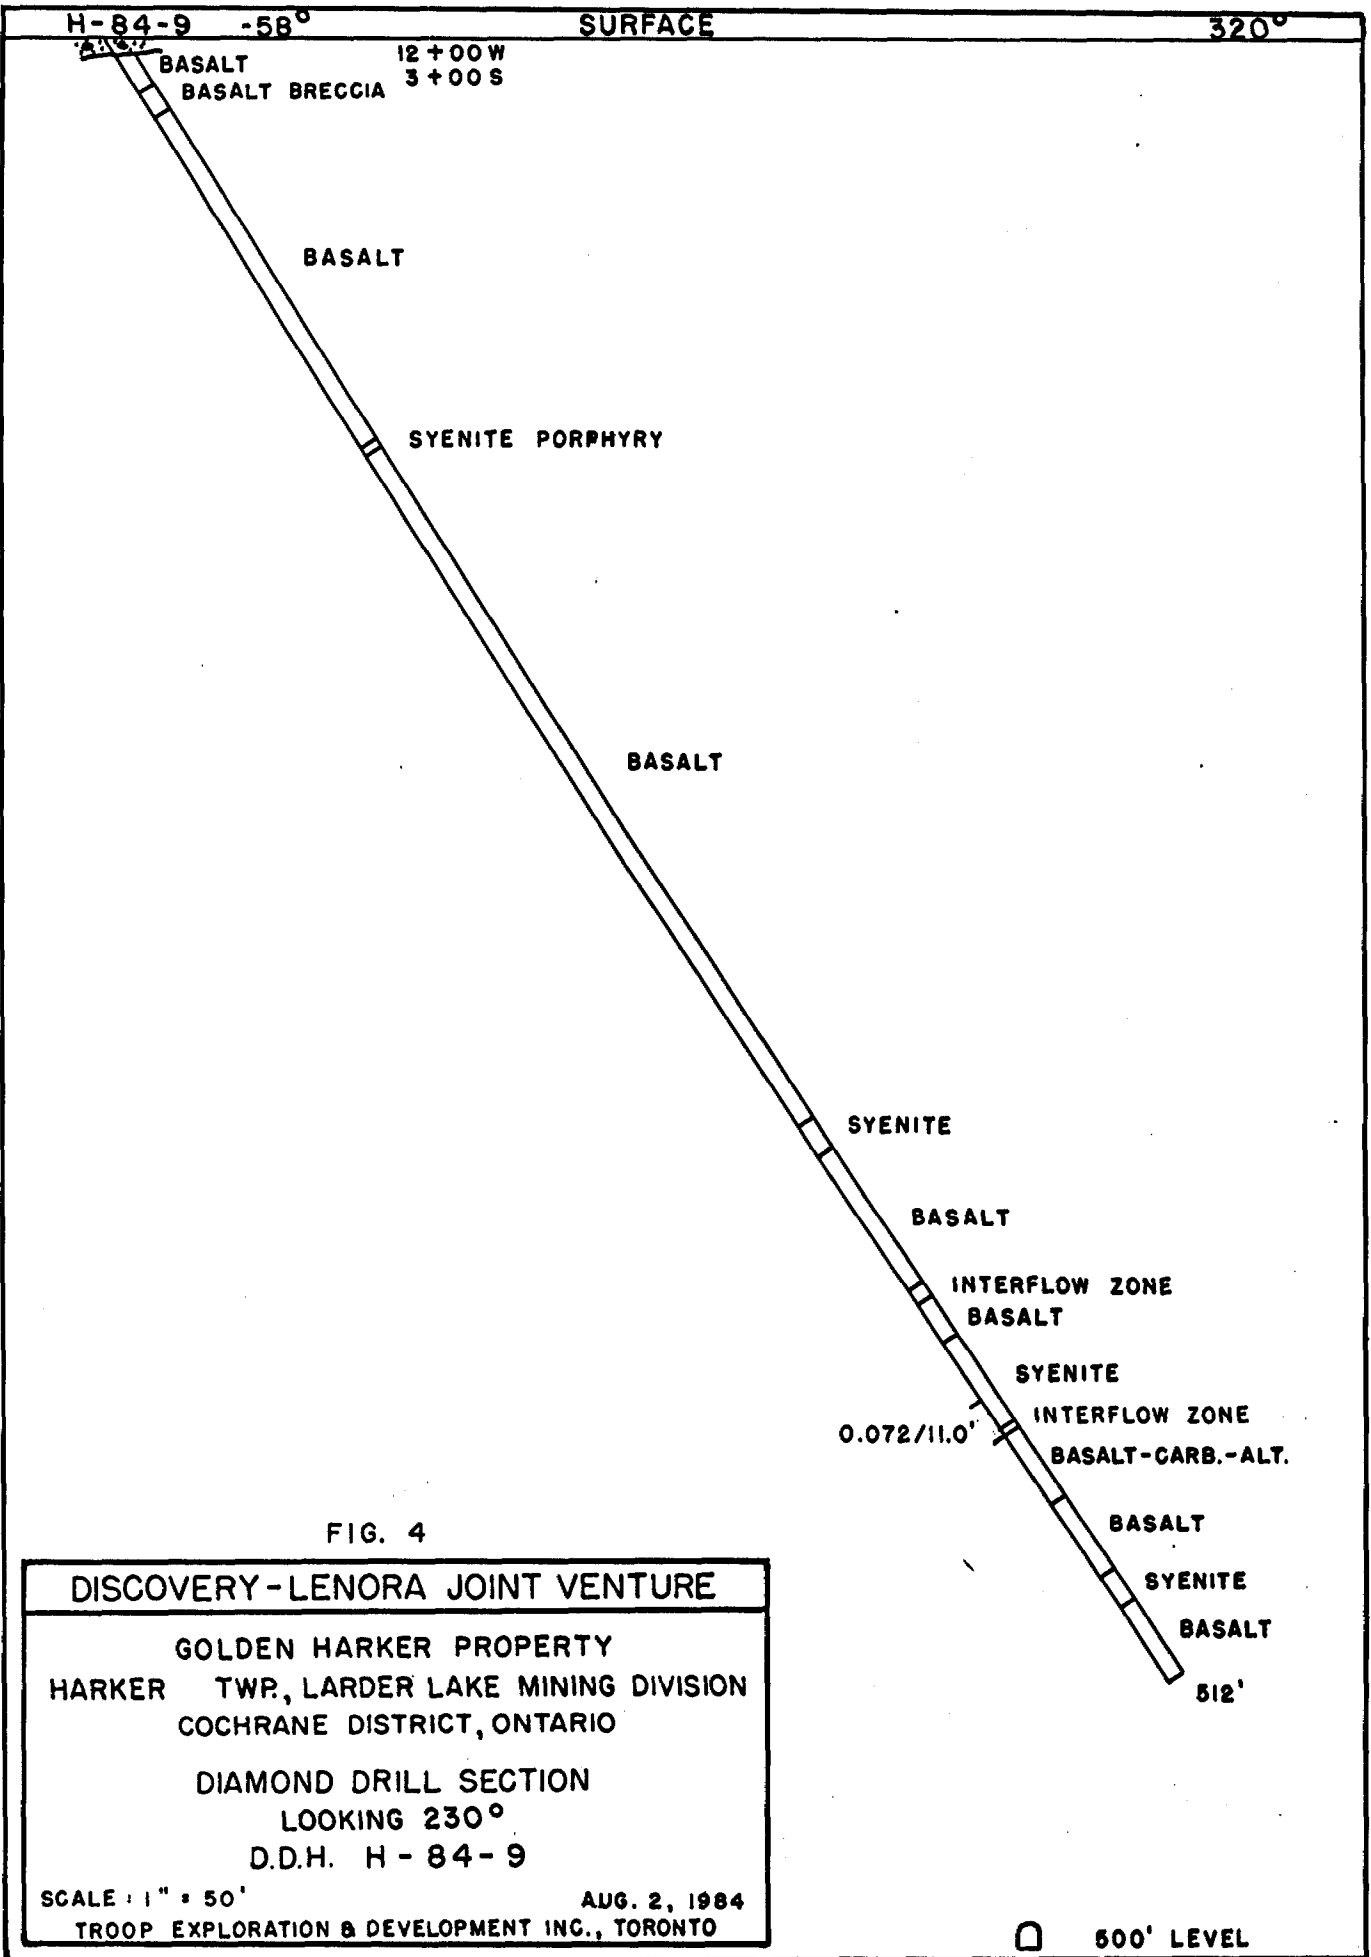 H-84-9 -58° SURFACE 320°
12+00W
3+00S
BASALT
BASALT BRECCIA
BASALT
SYENITE PORPHYRY
BASALT
SYENITE
BASALT
INTERFLOW ZONE
BASALT
SYENITE
INTERFLOW ZONE
0.072/11.0'
BASALT-CARB.-ALT.
BASALT
SYENITE
BASALT
512'
FIG. 4
DISCOVERY-LENORA JOINT VENTURE
GOLDEN HARKER PROPERTY
HARKER TWP., LARDER LAKE MINING DIVISION
COCHRANE DISTRICT, ONTARIO
DIAMOND DRILL SECTION
LOOKING 230°
D.D.H. H-84-9
SCALE: 1" = 50' AUG. 2, 1984
TROOP EXPLORATION & DEVELOPMENT INC., TORONTO
500' LEVEL